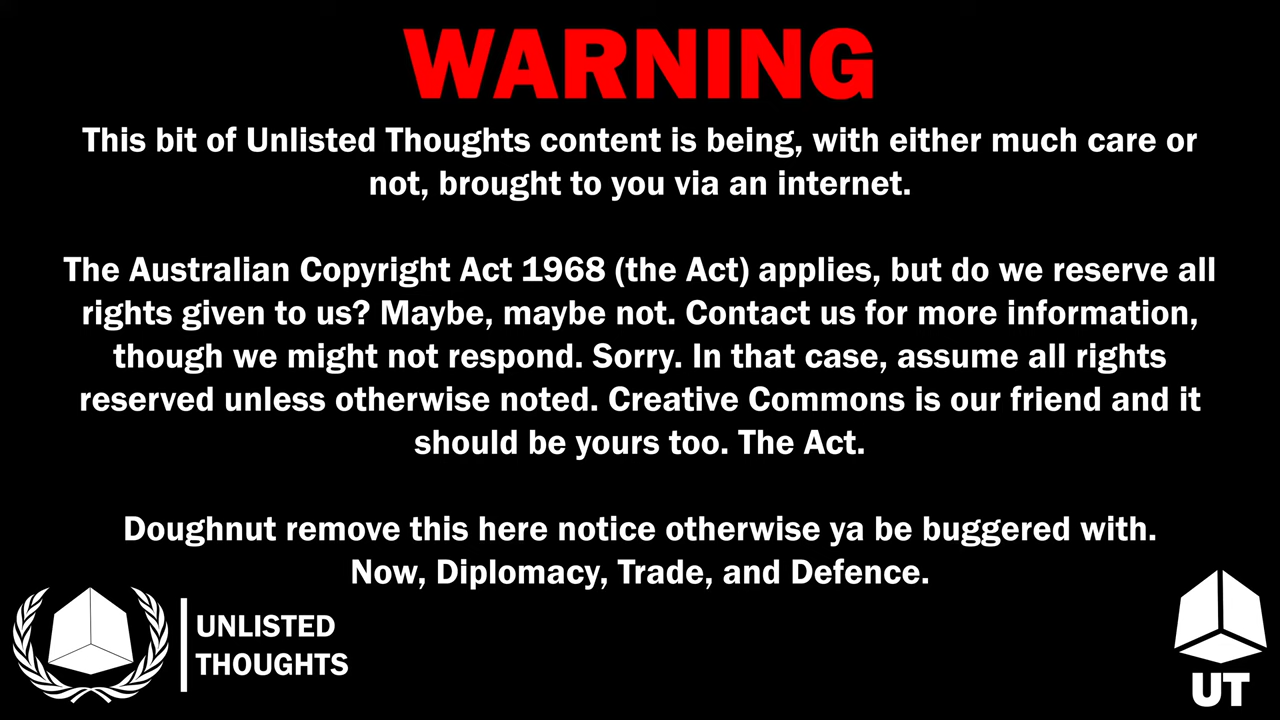 WARNING
This bit of Unlisted Thoughts content is being, with either much care or
not, brought to you via an internet.
The Australian Copyright Act 1968 (the Act) applies, but do we reserve all
rights given to us? Maybe, maybe not. Contact us for more information,
though we might not respond. Sorry. In that case, assume all rights
reserved unless otherwise noted. Creative Commons is our friend and it
should be yours too. The Act.
Doughnut remove this here notice otherwise ya be buggered with.
Now, Diplomacy, Trade, and Defence.
UNLISTED
THOUGHTS
UT